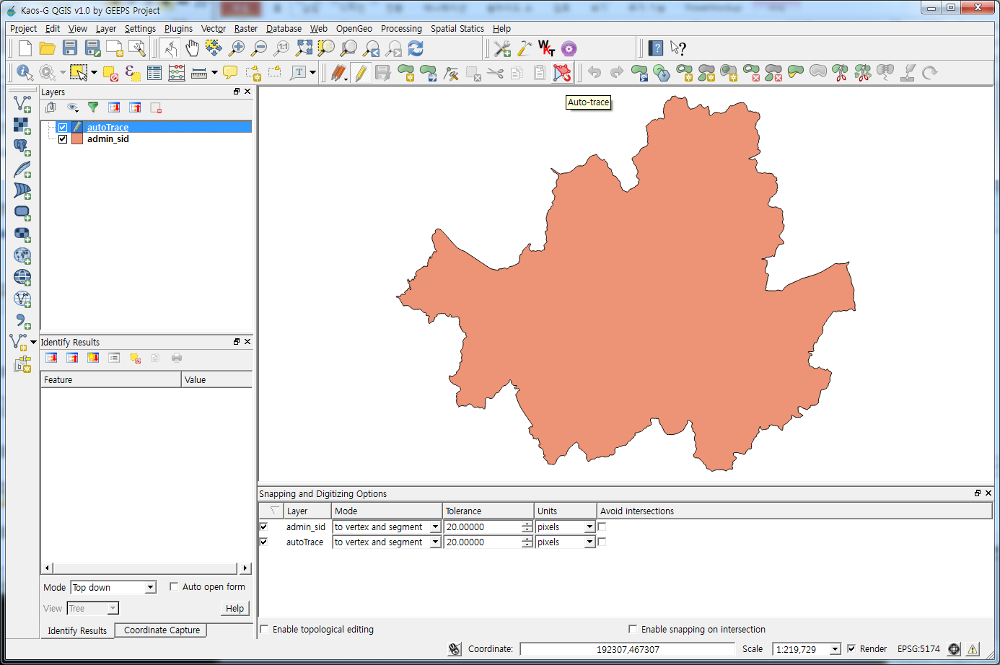 Kaos-G QGIS v1.0 by GEEPS Project
Project Edit View Layer Settings Plugins Vector Raster Database Web OpenGeo Processing Spatial Statics Help
Layers
Auto-trace
autoTrace
admin_sid
Identify Results
Feature Value
Mode Top down Auto open form
View Tree Help
Identify Results Coordinate Capture
Snapping and Digitizing Options
Layer Mode Tolerance Units Avoid intersections
admin_sid to vertex and segment 20.00000 pixels
autoTrace to vertex and segment 20.00000 pixels
Enable topological editing Enable snapping on intersection
Coordinate: 192307,467307 Scale 1:219,729 Render EPSG:5174